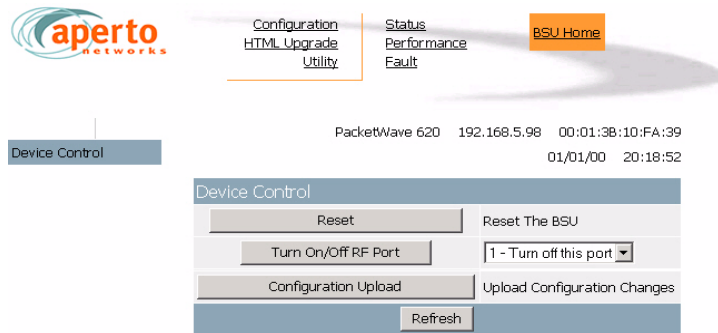 aperto
networks
Configuration
HTML Upgrade
Utility
Status
Performance
Fault
BSU Home
PacketWave 620 192.168.5.98 00:01:3B:10:FA:39
01/01/00 20:18:52
Device Control
Device Control
Reset Reset The BSU
Turn On/Off RF Port 1 - Turn off this port
Configuration Upload Upload Configuration Changes
Refresh